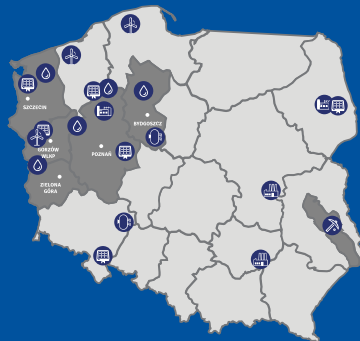 SZCZECIN
BYDGOSZCZ
GORZÓW
WLKP
POZNAŃ
ZIELONA
GÓRA